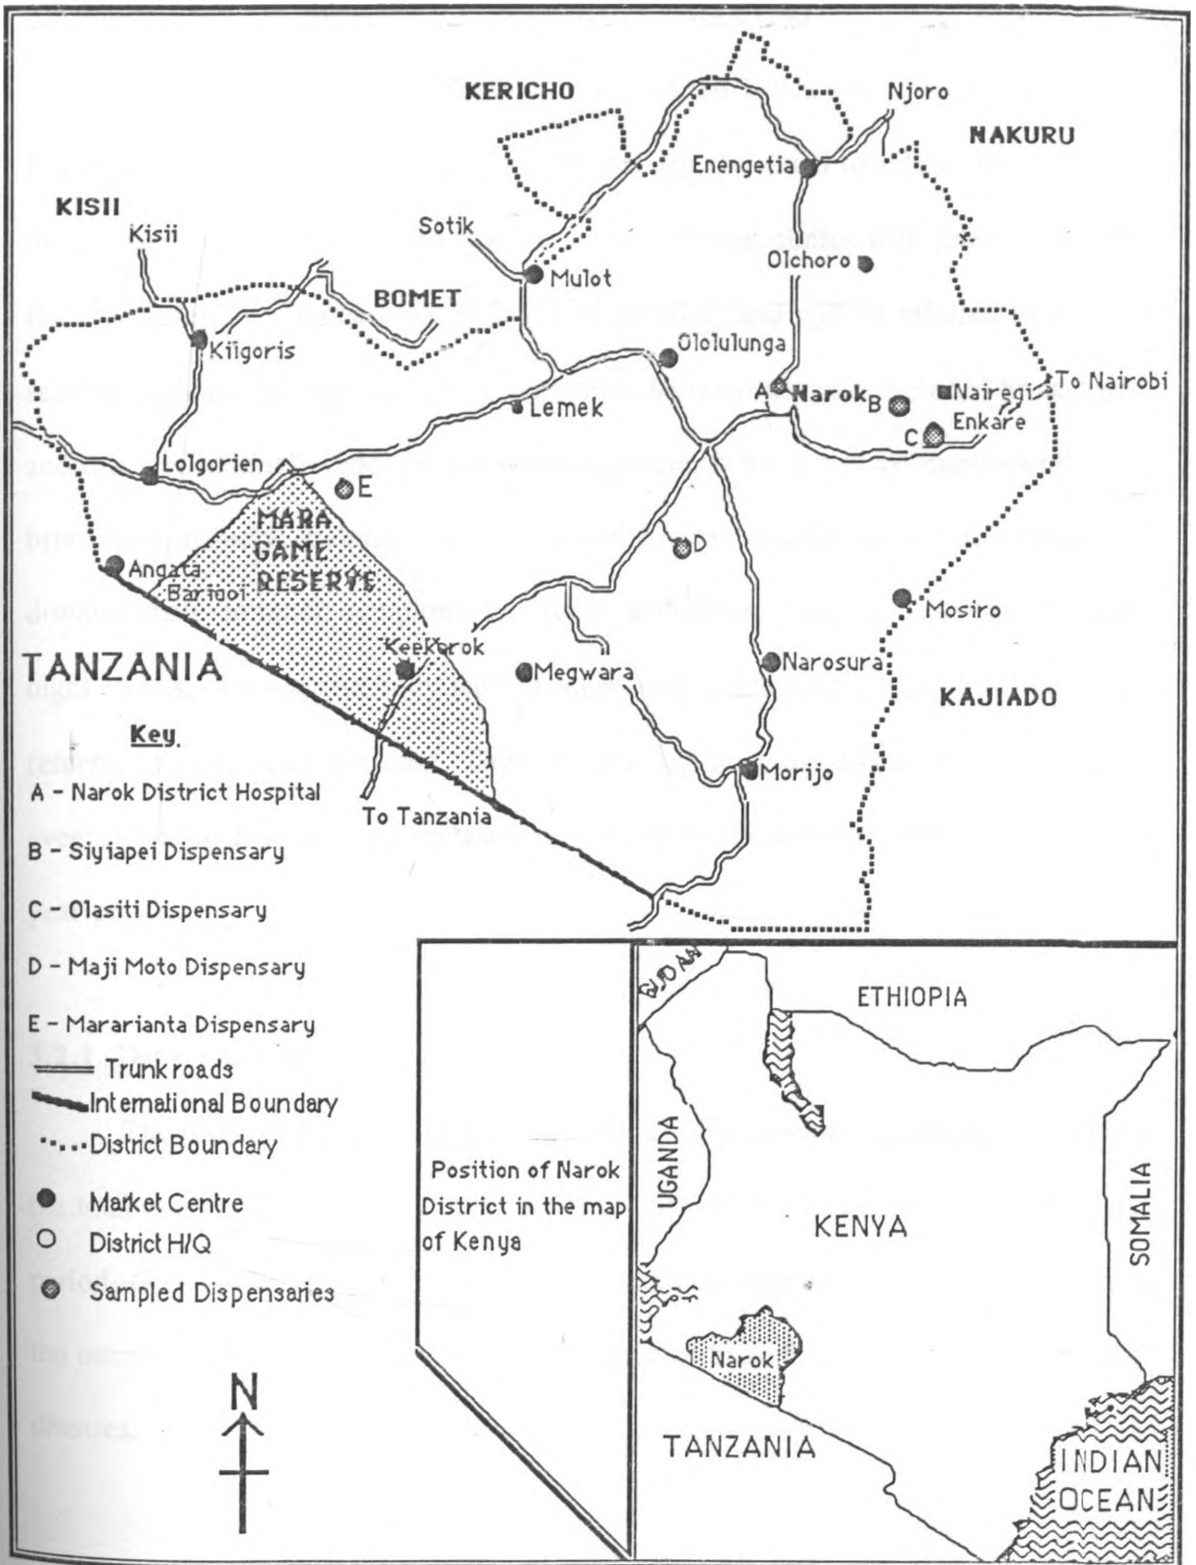 KERICHO
Njoro
NAKURU
Enengetia
KISII
Kisii
Sotik
Olchoro
Mulot
BOMET
Kilgoris
Ololulunga
To Nairobi
A
Narok
B
Nairegi
Enkare
C
Lemek
Lolgorien
E
MARA
GAME
RESERVE
D
Angata
Mosiro
Keekorok
TANZANIA
Megwara
Narosura
KAJIADO
Key
Morijo
A - Narok District Hospital
To Tanzania
B - Siyiapei Dispensary
C - Olasiti Dispensary
D - Maji Moto Dispensary
E - Mararianta Dispensary
Trunk roads
International Boundary
District Boundary
Market Centre
District H/Q
Sampled Dispensaries
N
Position of Narok
District in the map
of Kenya
ETHIOPIA
UGANDA
KENYA
SOMALIA
Narok
TANZANIA
INDIAN
OCEAN